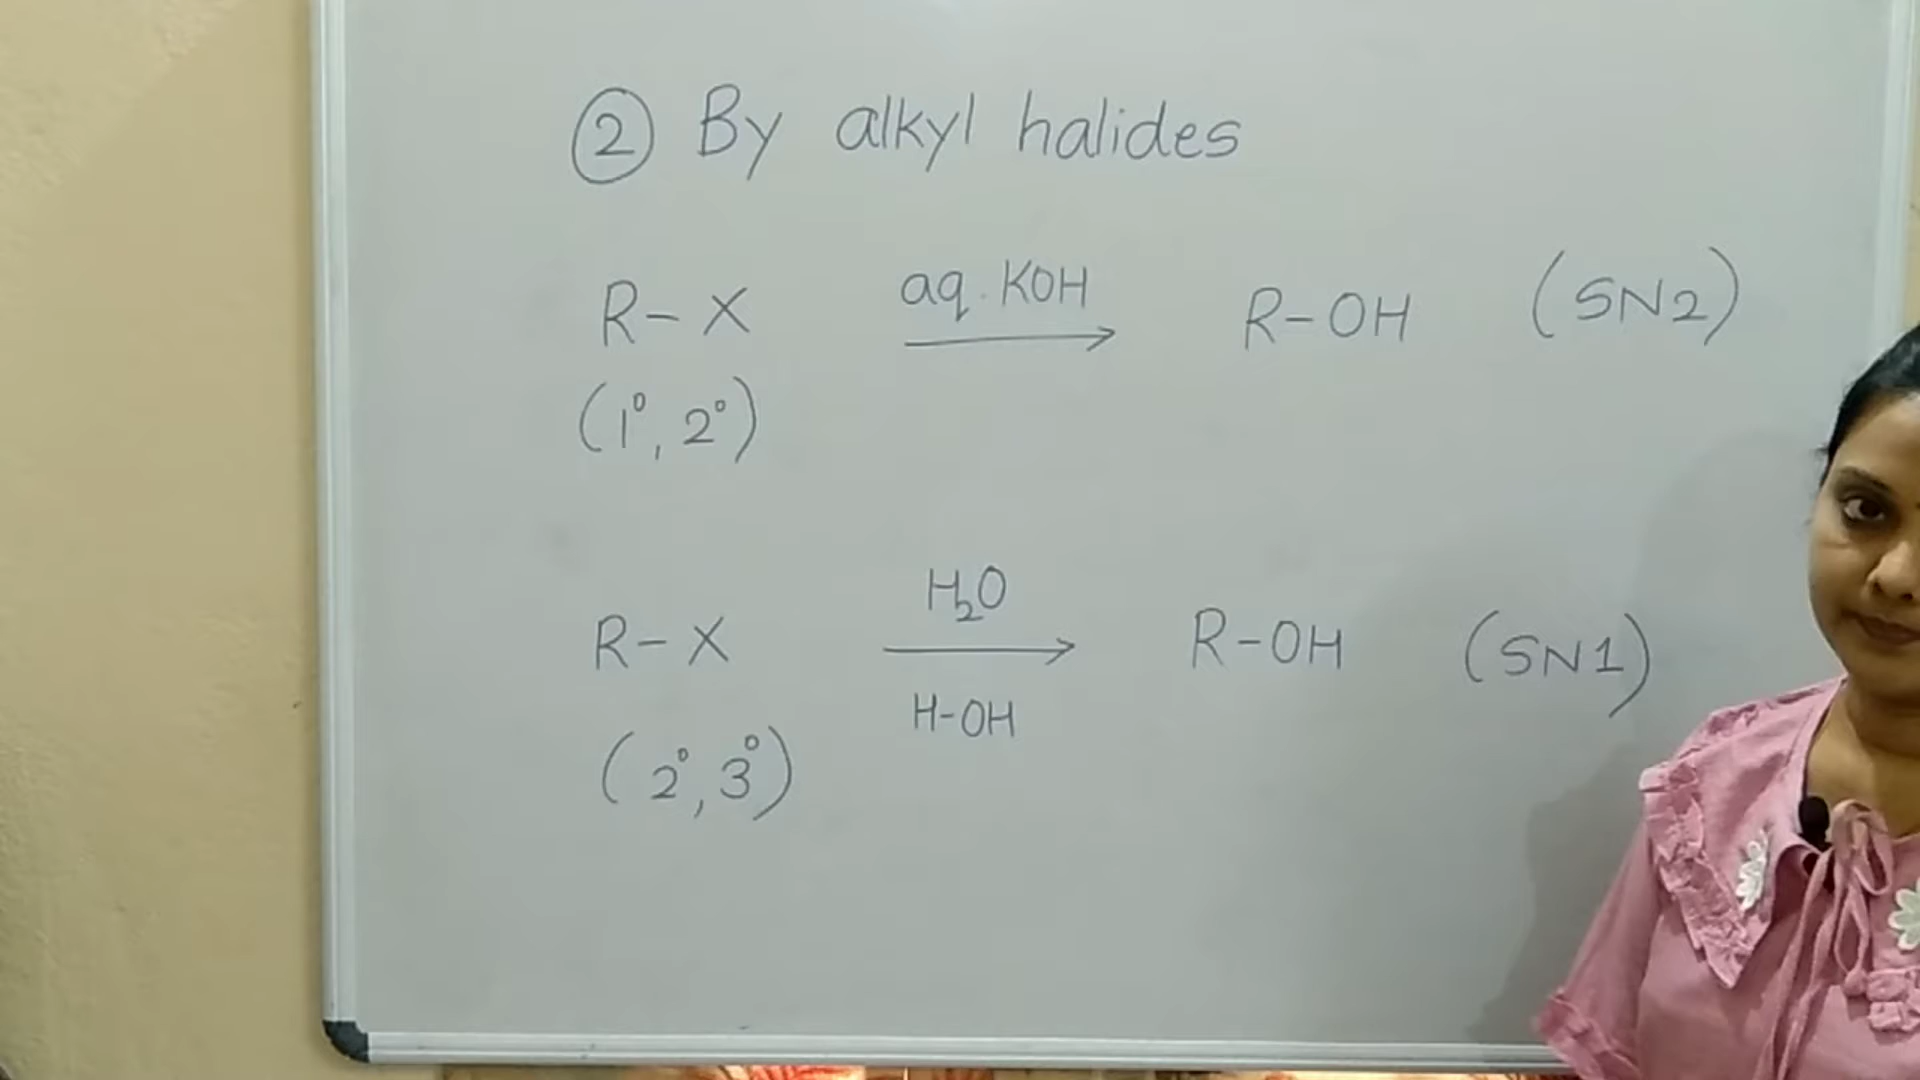 ② By alkyl halides
R-X aq. KOH → R-OH (SN2)
(1°, 2°)
H₂O
R-X → R-OH (SN1)
H-OH
(2°, 3°)